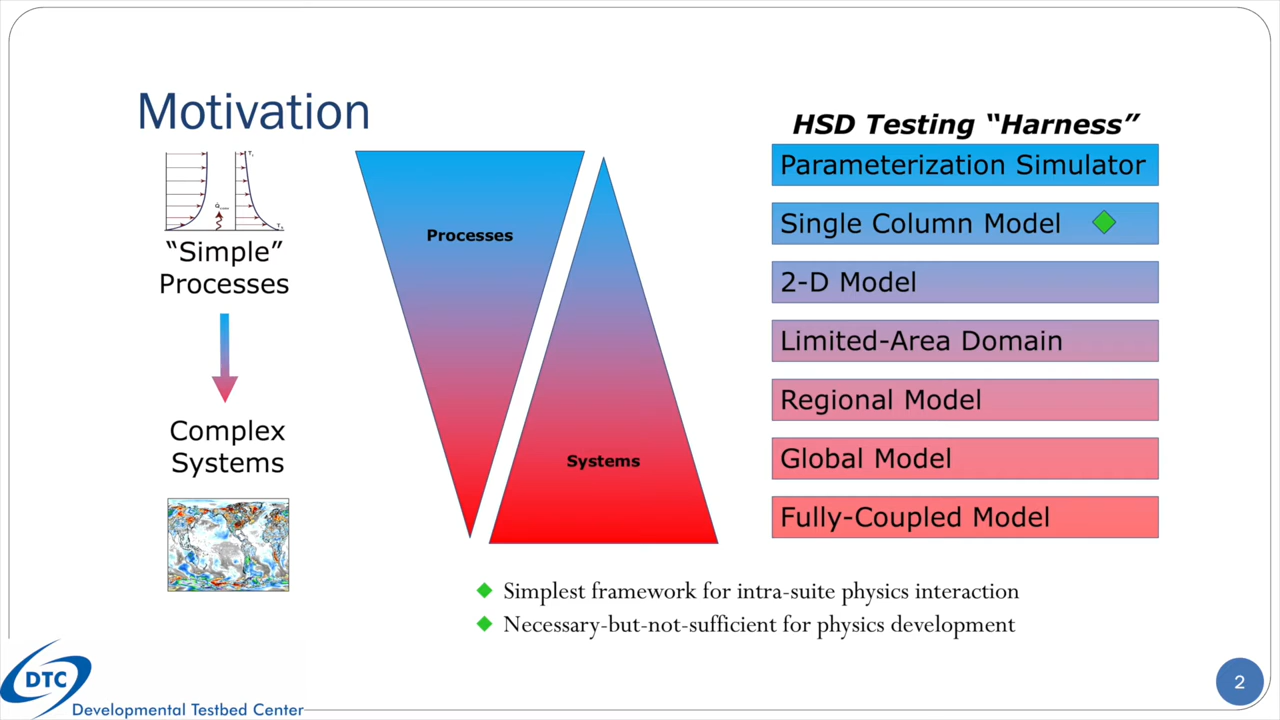 Motivation
"Simple"
Processes
Complex
Systems
Processes
Systems
HSD Testing “Harness”
Parameterization Simulator
Single Column Model
2-D Model
Limited-Area Domain
Regional Model
Global Model
Fully-Coupled Model
Simplest framework for intra-suite physics interaction
Necessary-but-not-sufficient for physics development
DTC
Developmental Testbed Center
2